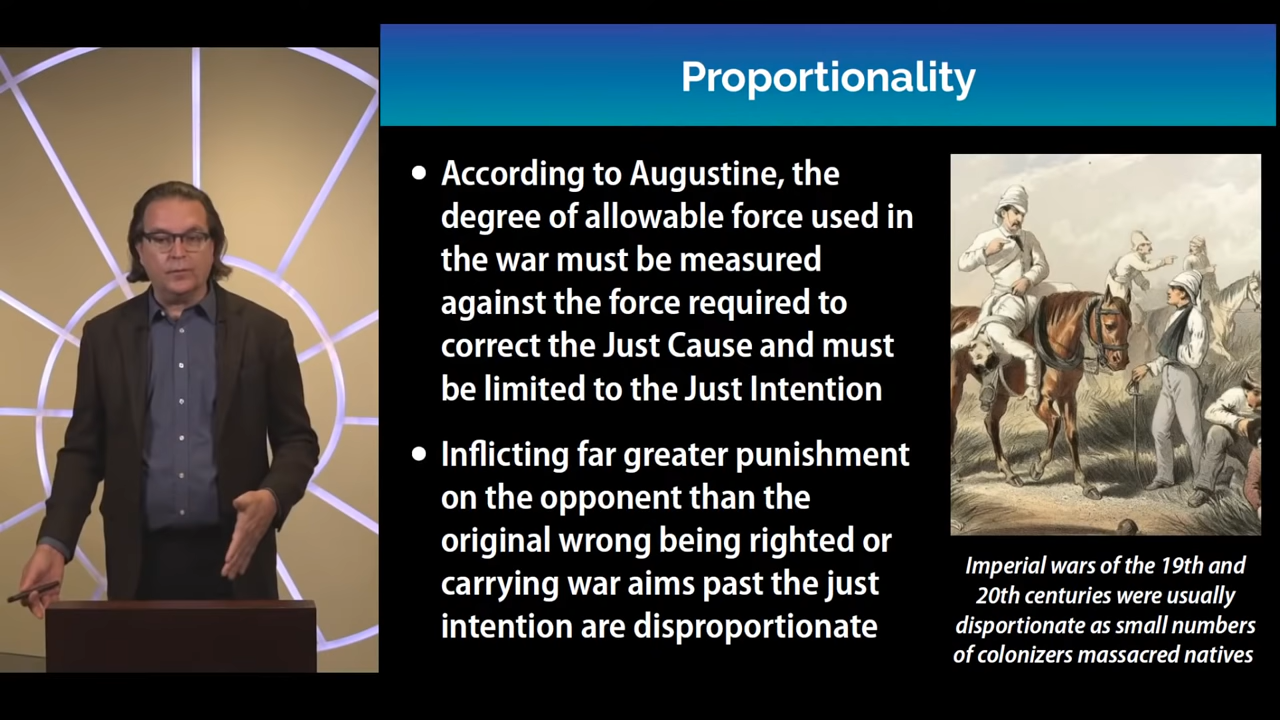 Proportionality
• According to Augustine, the
degree of allowable force used in
the war must be measured
against the force required to
correct the Just Cause and must
be limited to the Just Intention
• Inflicting far greater punishment
on the opponent than the
original wrong being righted or
carrying war aims past the just
intention are disproportionate
Imperial wars of the 19th and
20th centuries were usually
disportionate as small numbers
of colonizers massacred natives